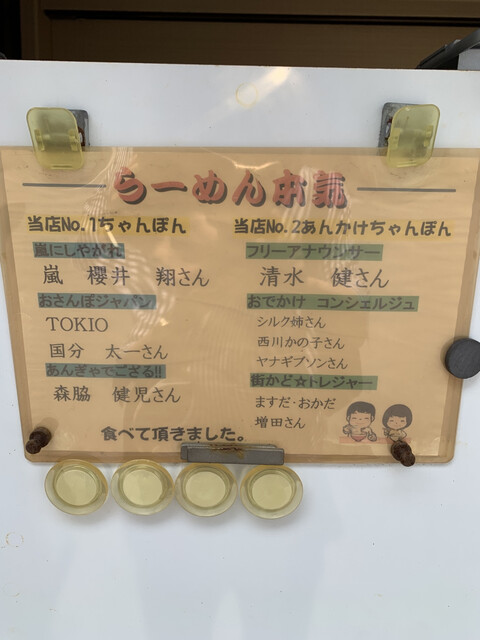 らーめん本気
当店No.1ちゃんぽん
嵐にしやがれ
嵐 櫻井 翔さん
おさんぽジャパン
TOKIO
国分 太一さん
あんぎゃでござる!!
森脇 健児さん
当店No.2あんかけちゃんぽん
フリーアナウンサー
清水 健さん
おでかけ コンシェルジュ
シルク姉さん
西川かの子さん
ヤナギブソンさん
街かど☆トレジャー
ますだ・おかだ
増田さん
食べて頂きました。